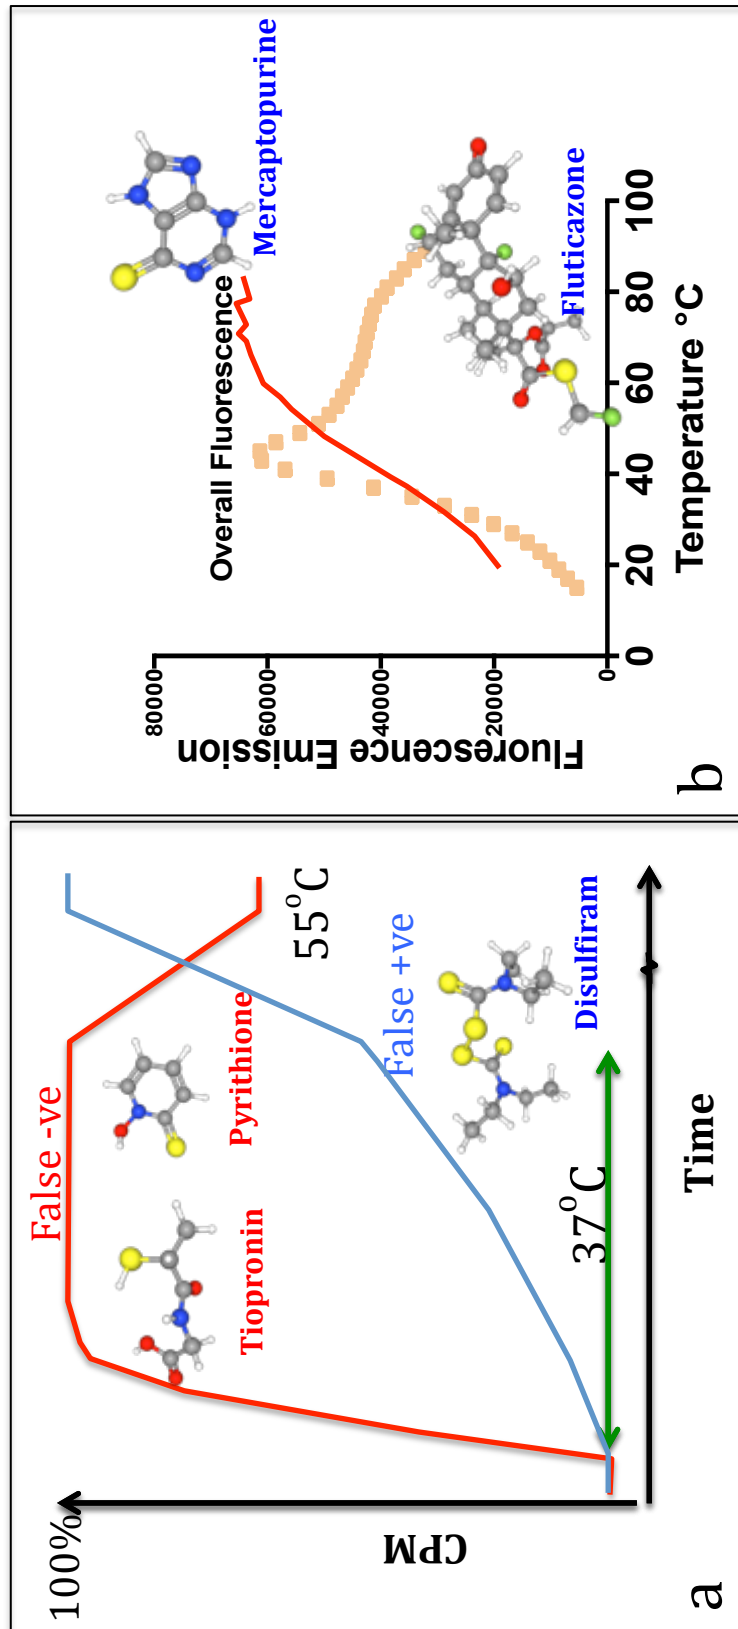 100%
CPM
False -ve
Tiopronin
Pyrithione
False +ve
Disulfiram
37°C
55°C
Time
a
80000
60000
40000
20000
0
Fluorescence Emission
Overall Fluorescence
Mercaptopurine
Fluticazone
0
20
40
60
80
100
Temperature °C
b